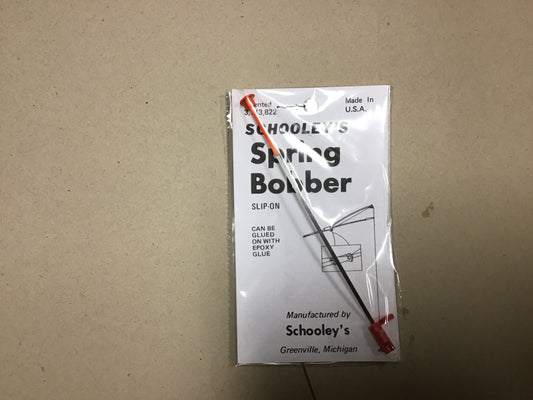 Made In
U.S.A.
SCHOOLEY'S
Spring
Bobber
SLIP-ON
CAN BE
GLUED
ON WITH
EPOXY
GLUE
Manufactured by
Schooley's
Greenville, Michigan